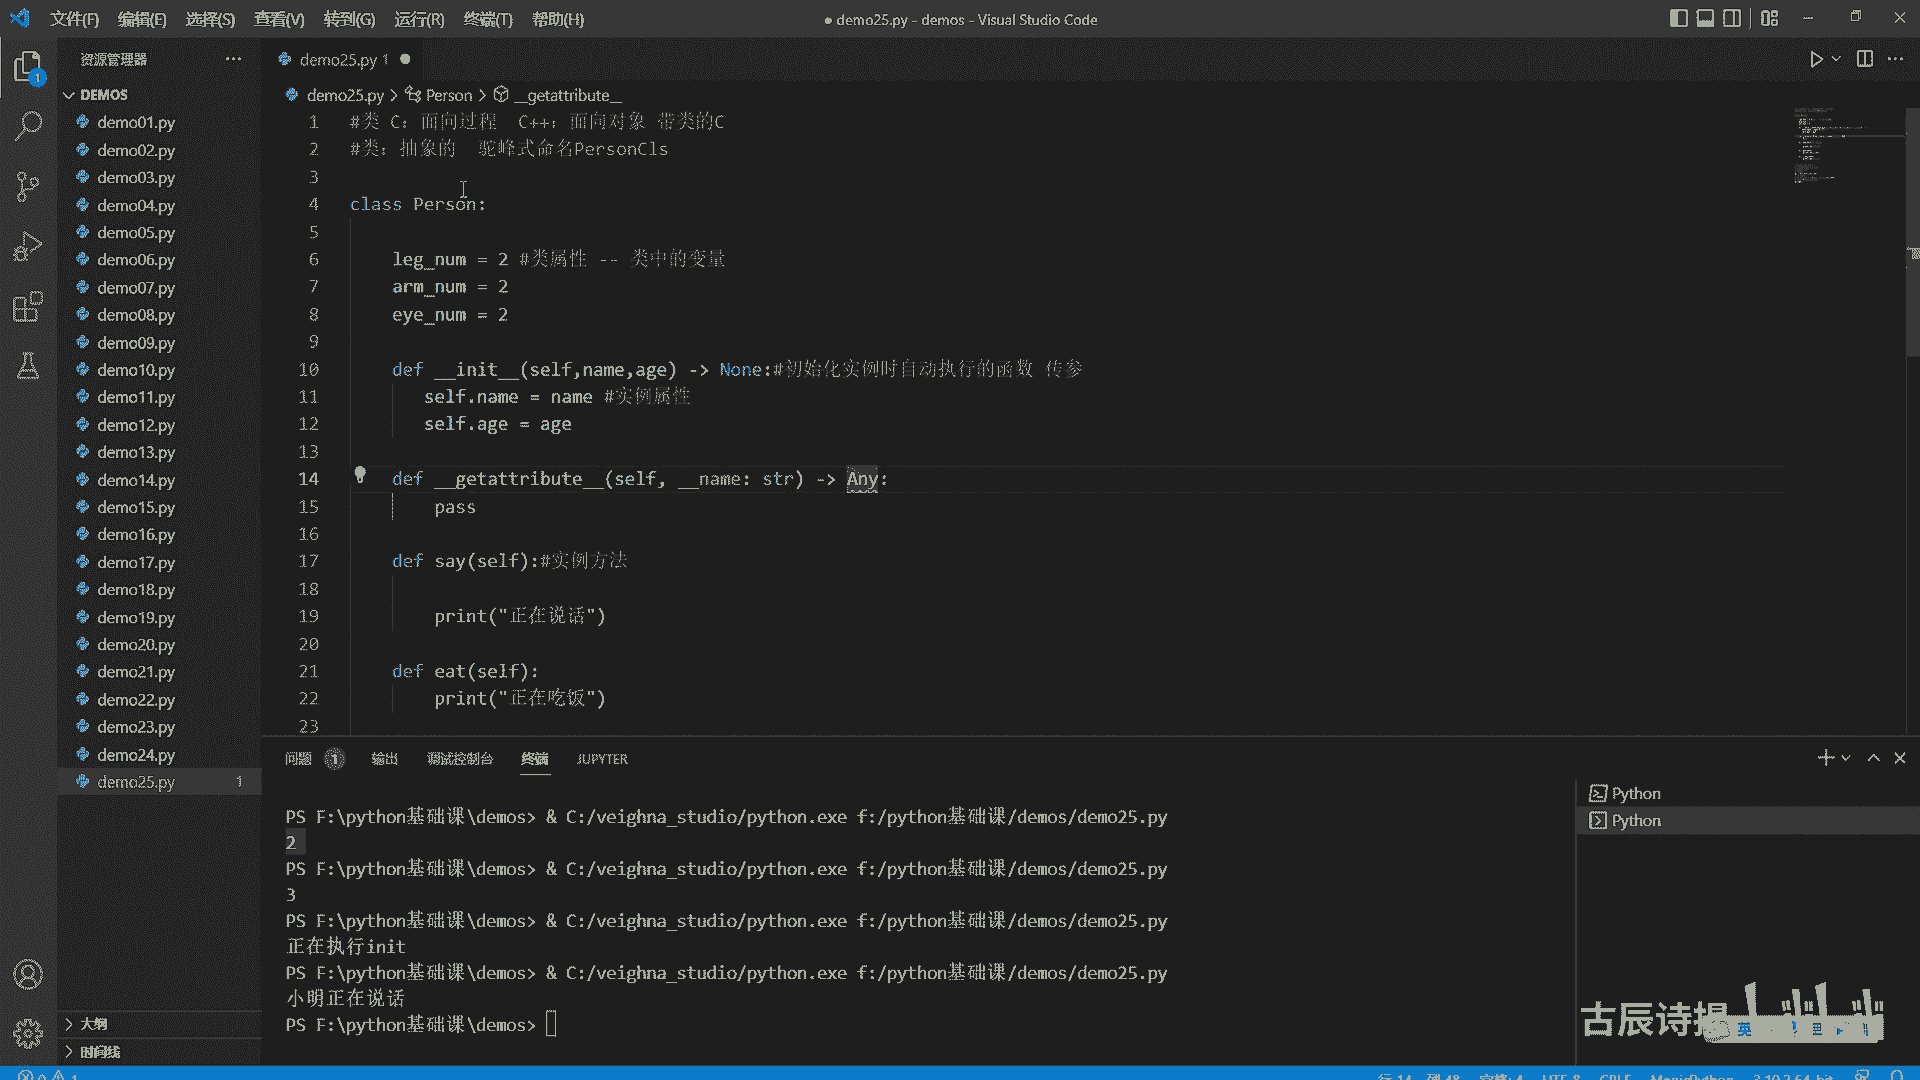 文件(F) 编辑(E) 选择(S) 查看(V) 转到(G) 运行(R) 终端(T) 帮助(H)
● demo25.py - demos - Visual Studio Code
资源管理器
DEMOS
demo01.py
demo02.py
demo03.py
demo04.py
demo05.py
demo06.py
demo07.py
demo08.py
demo09.py
demo10.py
demo11.py
demo12.py
demo13.py
demo14.py
demo15.py
demo16.py
demo17.py
demo18.py
demo19.py
demo20.py
demo21.py
demo22.py
demo23.py
demo24.py
demo25.py 1
大纲
时间线
demo25.py 1
demo25.py > Person > __getattribute__
1 #类 C：面向过程 C++：面向对象 带类的C
2 #类：抽象的 驼峰式命名PersonCls
3
4 class Person:
5
6 leg_num = 2 #类属性 -- 类中的变量
7 arm_num = 2
8 eye_num = 2
9
10 def __init__(self,name,age) -> None:#初始化实例时自动执行的函数 传参
11 self.name = name #实例属性
12 self.age = age
13
14 def __getattribute__(self, __name: str) -> Any:
15 pass
16
17 def say(self):#实例方法
18
19 print("正在说话")
20
21 def eat(self):
22 print("正在吃饭")
23
问题 1 输出 调试控制台 终端 JUPYTER
PS F:\python基础课\demos> & C:/veighna_studio/python.exe f:/python基础课/demos/demo25.py
2
PS F:\python基础课\demos> & C:/veighna_studio/python.exe f:/python基础课/demos/demo25.py
3
PS F:\python基础课\demos> & C:/veighna_studio/python.exe f:/python基础课/demos/demo25.py
正在执行init
PS F:\python基础课\demos> & C:/veighna_studio/python.exe f:/python基础课/demos/demo25.py
小明正在说话
PS F:\python基础课\demos>
Python
Python
古辰诗提
英